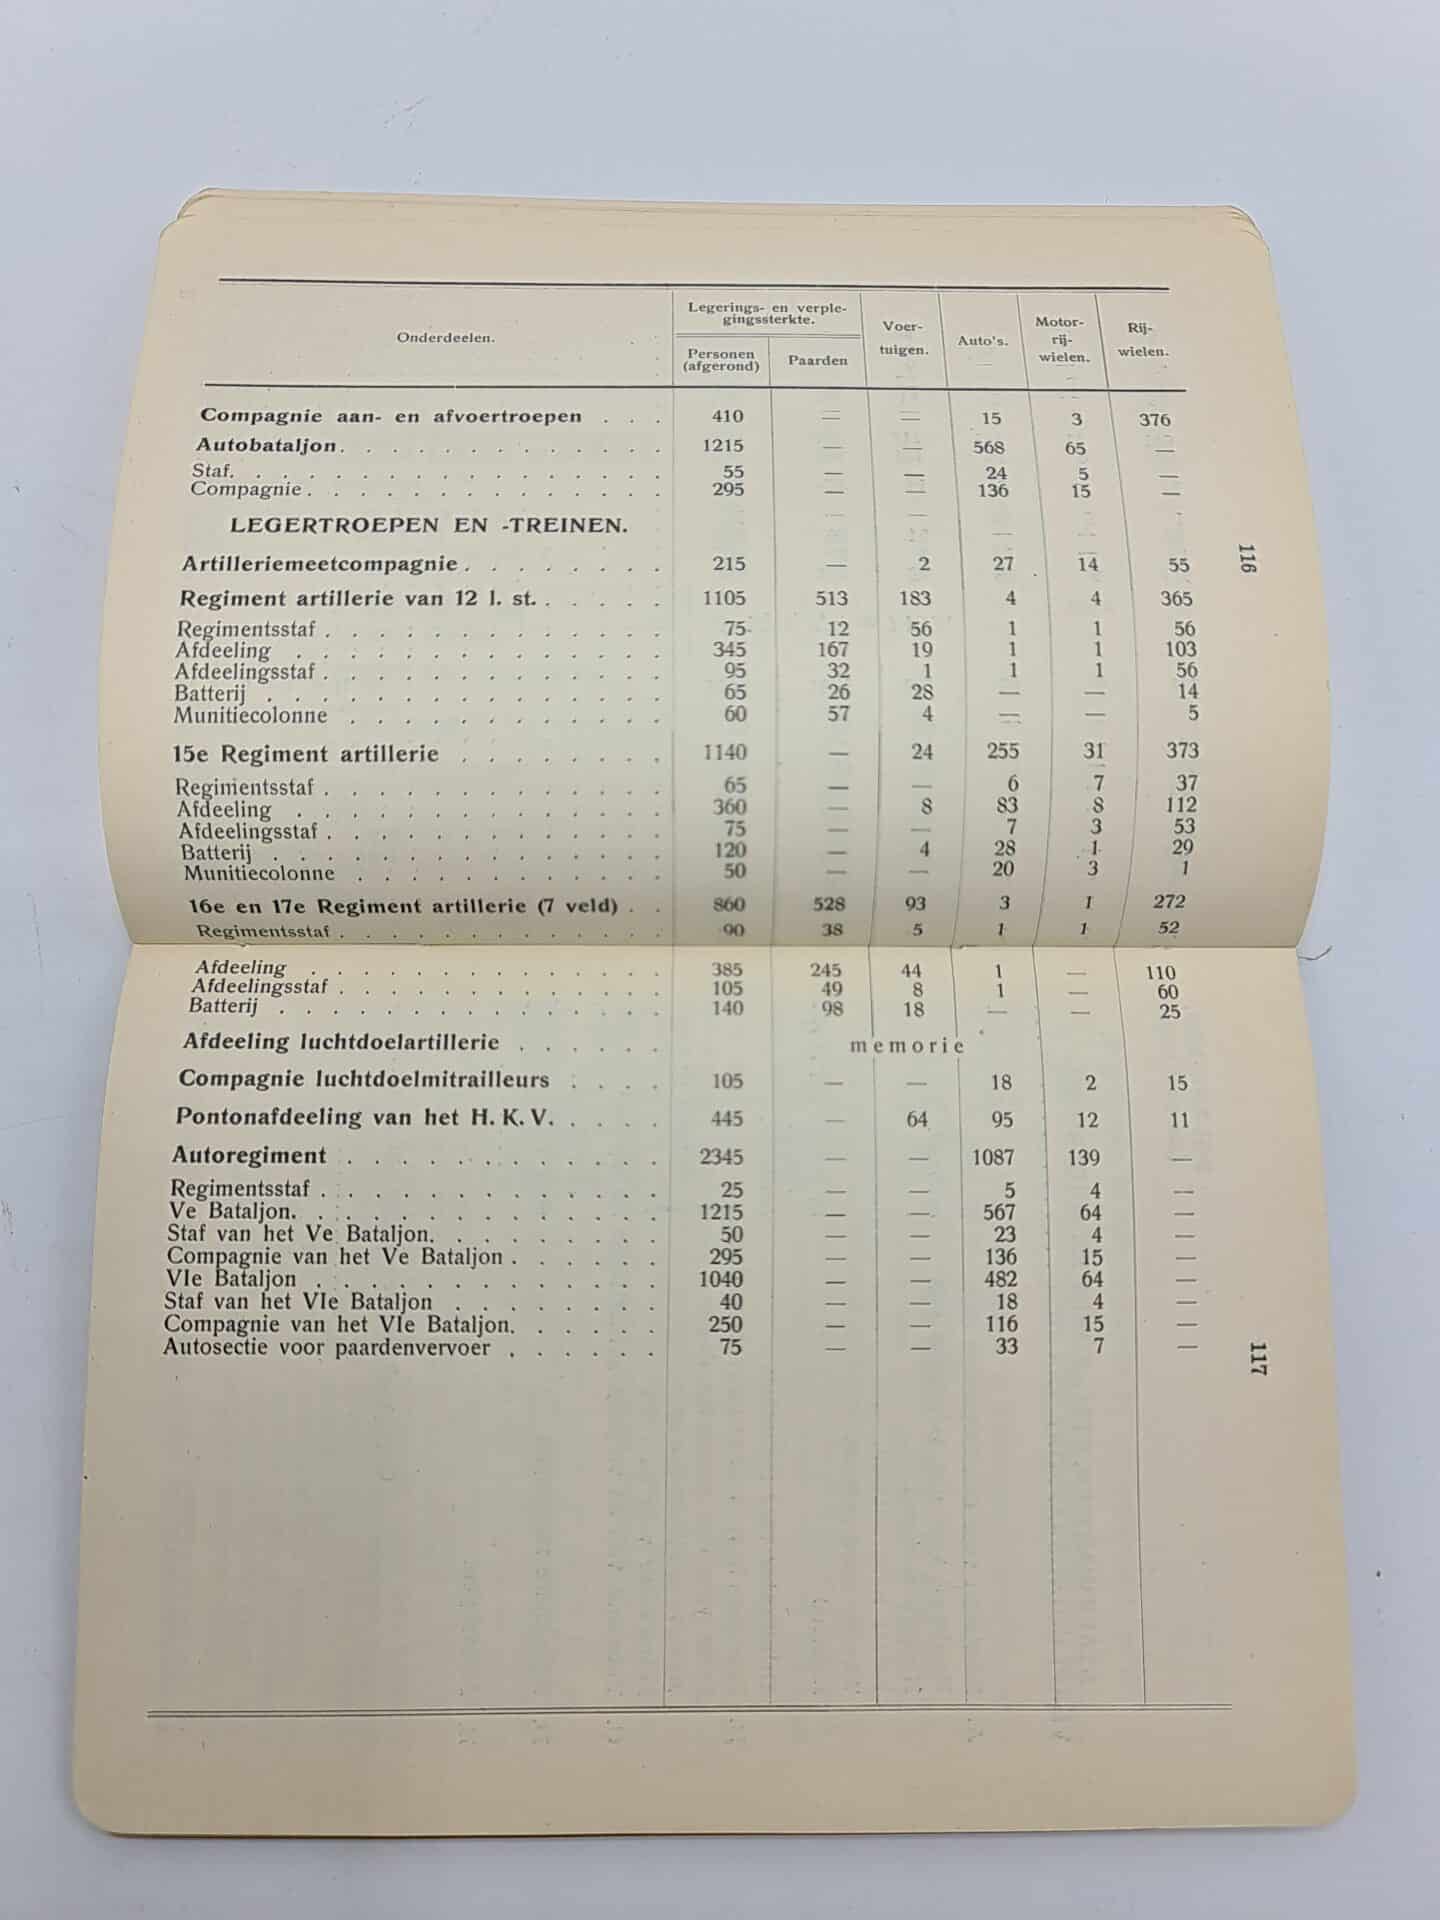 Onderdeelen. Legerings- en verple-gingssterkte. Voer-tuigen. Auto's. Motor-rij-wielen. Rij-wielen.
Personen (afgerond) Paarden
Compagnie aan- en afvoertroepen . . . 410 — — 15 3 376
Autobataljon. . . . . . . . . . . . . 1215 — — 568 65 —
Staf. . . . . . . . . . . . . . . . . 55 — — 24 5 —
Compagnie . . . . . . . . . . . . . . 295 — — 136 15 —
LEGERTROEPEN EN -TREINEN.
Artilleriemeetcompagnie . . . . . . . . 215 — 2 27 14 55
Regiment artillerie van 12 l. st. . . . . . 1105 513 183 4 4 365
Regimentsstaf . . . . . . . . . . . . . 75 12 56 1 1 56
Afdeeling . . . . . . . . . . . . . . 345 167 19 1 1 103
Afdeelingsstaf . . . . . . . . . . . . . 95 32 1 1 1 56
Batterij . . . . . . . . . . . . . . . 65 26 28 — — 14
Munitiecolonne . . . . . . . . . . . . 60 57 4 — — 5
15e Regiment artillerie . . . . . . . . 1140 — 24 255 31 373
Regimentsstaf . . . . . . . . . . . . . 65 — — 6 7 37
Afdeeling . . . . . . . . . . . . . . 360 — 8 83 8 112
Afdeelingsstaf . . . . . . . . . . . . . 75 — — 7 3 53
Batterij . . . . . . . . . . . . . . . 120 — 4 28 1 29
Munitiecolonne . . . . . . . . . . . . 50 — — 20 3 1
16e en 17e Regiment artillerie (7 veld) . . 860 528 93 3 1 272
Regimentsstaf . . . . . . . . . . . . . 90 38 5 1 1 52
116
Afdeeling . . . . . . . . . . . . . . 385 245 44 1 — 110
Afdeelingsstaf . . . . . . . . . . . . . 105 49 8 1 — 60
Batterij . . . . . . . . . . . . . . . 140 98 18 — — 25
Afdeeling luchtdoelartillerie . . . . . . memorie
Compagnie luchtdoelmitrailleurs . . . . 105 — — 18 2 15
Pontonafdeeling van het H. K. V. . . . . 445 — 64 95 12 11
Autoregiment . . . . . . . . . . . . 2345 — — 1087 139 —
Regimentsstaf . . . . . . . . . . . . . 25 — — 5 4 —
Ve Bataljon. . . . . . . . . . . . . . 1215 — — 567 64 —
Staf van het Ve Bataljon. . . . . . . . . 50 — — 23 4 —
Compagnie van het Ve Bataljon . . . . . . 295 — — 136 15 —
VIe Bataljon . . . . . . . . . . . . . 1040 — — 482 64 —
Staf van het VIe Bataljon . . . . . . . . 40 — — 18 4 —
Compagnie van het VIe Bataljon. . . . . . 250 — — 116 15 —
Autosectie voor paardenvervoer . . . . . . 75 — — 33 7 —
117